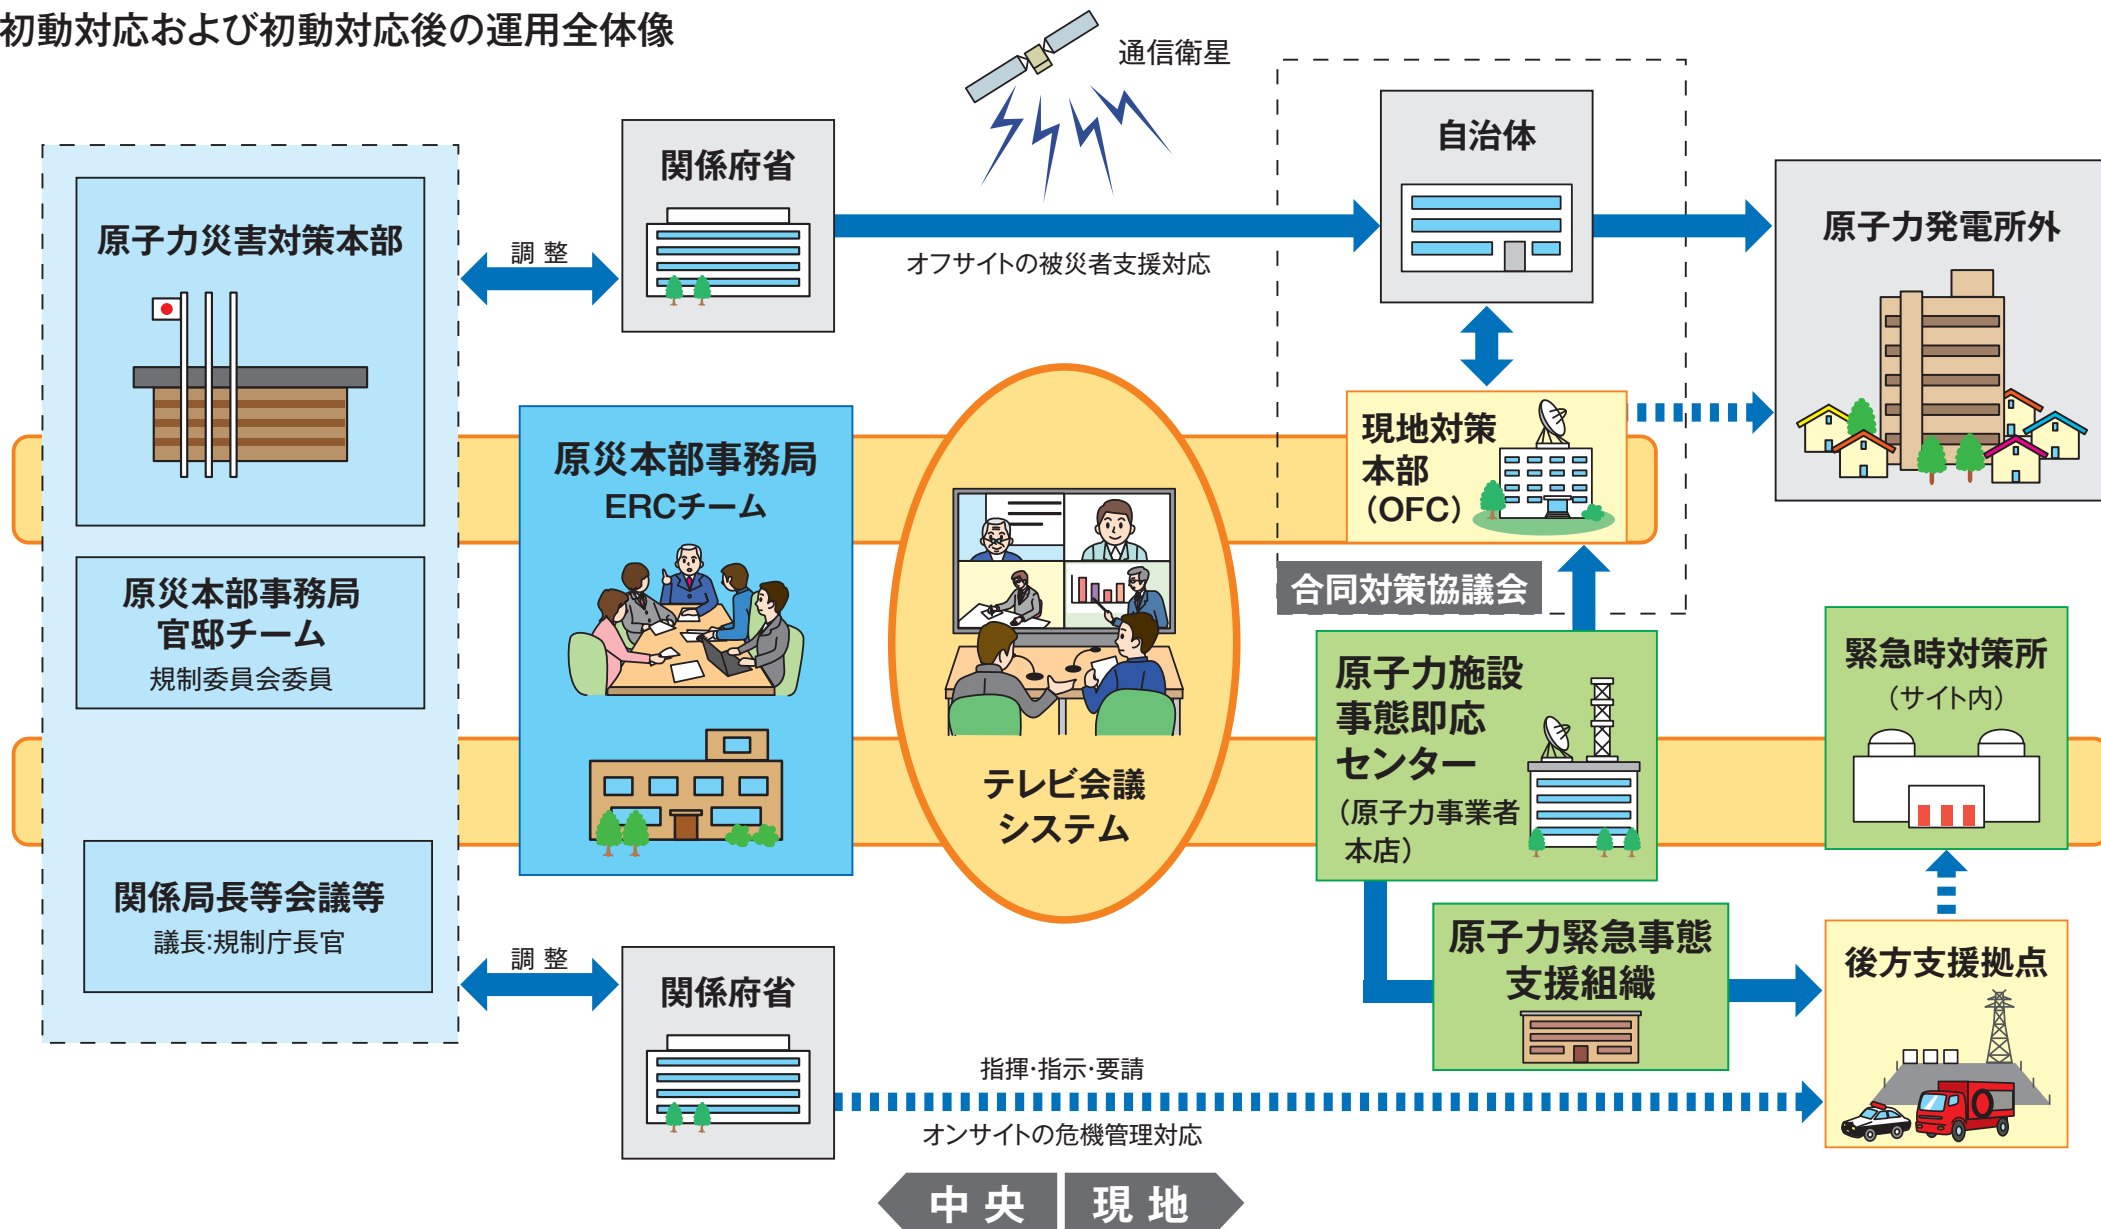 初動対応および初動対応後の運用全体像
通信衛星
原子力災害対策本部
調 整
関係府省
オフサイトの被災者支援対応
自治体
原子力発電所外
原災本部事務局
官邸チーム
規制委員会委員
原災本部事務局
ERCチーム
テレビ会議
システム
現地対策
本部
（OFC）
合同対策協議会
原子力施設
事態即応
センター
（原子力事業者
本店）
緊急時対策所
（サイト内）
関係局長等会議等
議長:規制庁長官
調 整
関係府省
原子力緊急事態
支援組織
後方支援拠点
指揮・指示・要請
オンサイトの危機管理対応
中 央
現 地